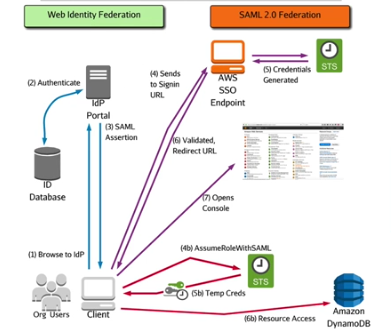 Web Identity Federation
SAML 2.0 Federation
(2) Authenticate
IdP
Portal
(3) SAML
Assertion
(4) Sends
to Signin
URL
AWS
SSO
Endpoint
(5) Credentials
Generated
STS
ID
Database
(6) Validated,
Redirect URL
(7) Opens
Console
(1) Browse to IdP
Org Users
Client
(4b) AssumeRoleWithSAML
STS
(5b) Temp Creds
(6b) Resource Access
Amazon
DynamoDB